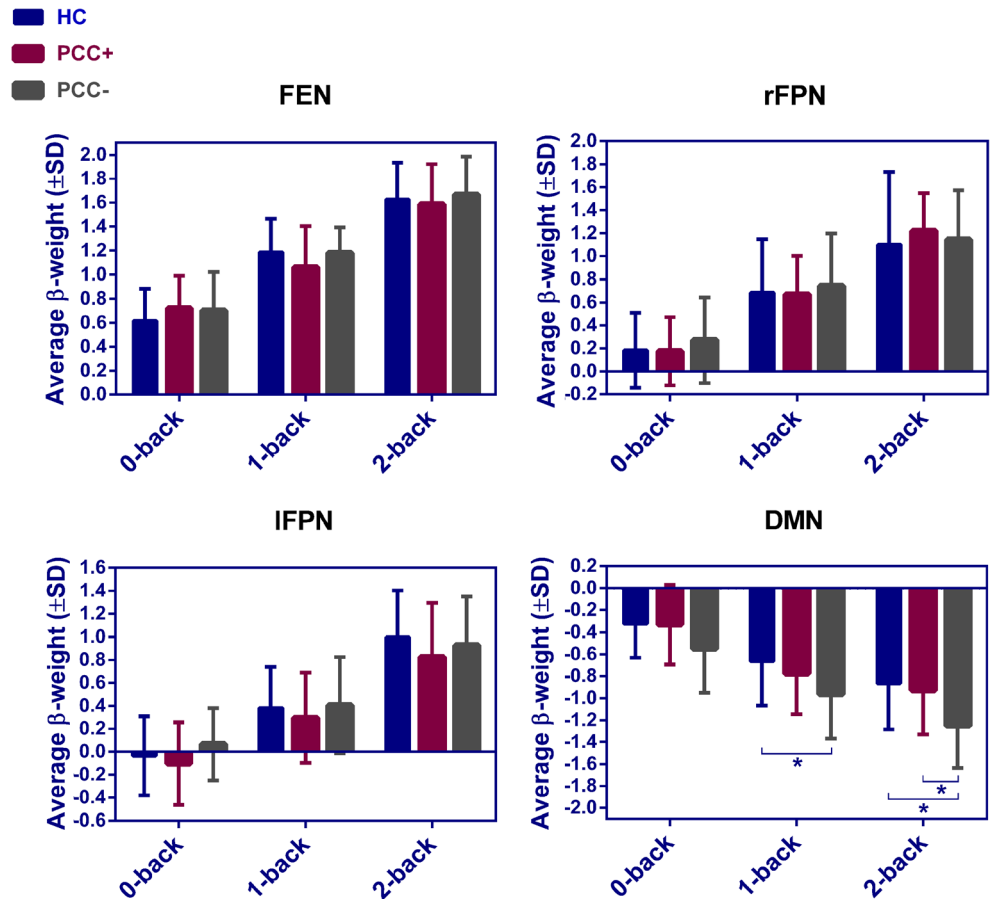 HC
PCC+
PCC-
FEN
Average β-weight (±SD)
2.0
1.8
1.6
1.4
1.2
1.0
0.8
0.6
0.4
0.2
0.0
0-back
1-back
2-back
rFPN
Average β-weight (±SD)
2.0
1.8
1.6
1.4
1.2
1.0
0.8
0.6
0.4
0.2
0.0
-0.2
0-back
1-back
2-back
lFPN
Average β-weight (±SD)
1.6
1.4
1.2
1.0
0.8
0.6
0.4
0.2
0.0
-0.2
-0.4
-0.6
0-back
1-back
2-back
DMN
Average β-weight (±SD)
0.2
0.0
-0.2
-0.4
-0.6
-0.8
-1.0
-1.2
-1.4
-1.6
-1.8
-2.0
*
*
*
0-back
1-back
2-back